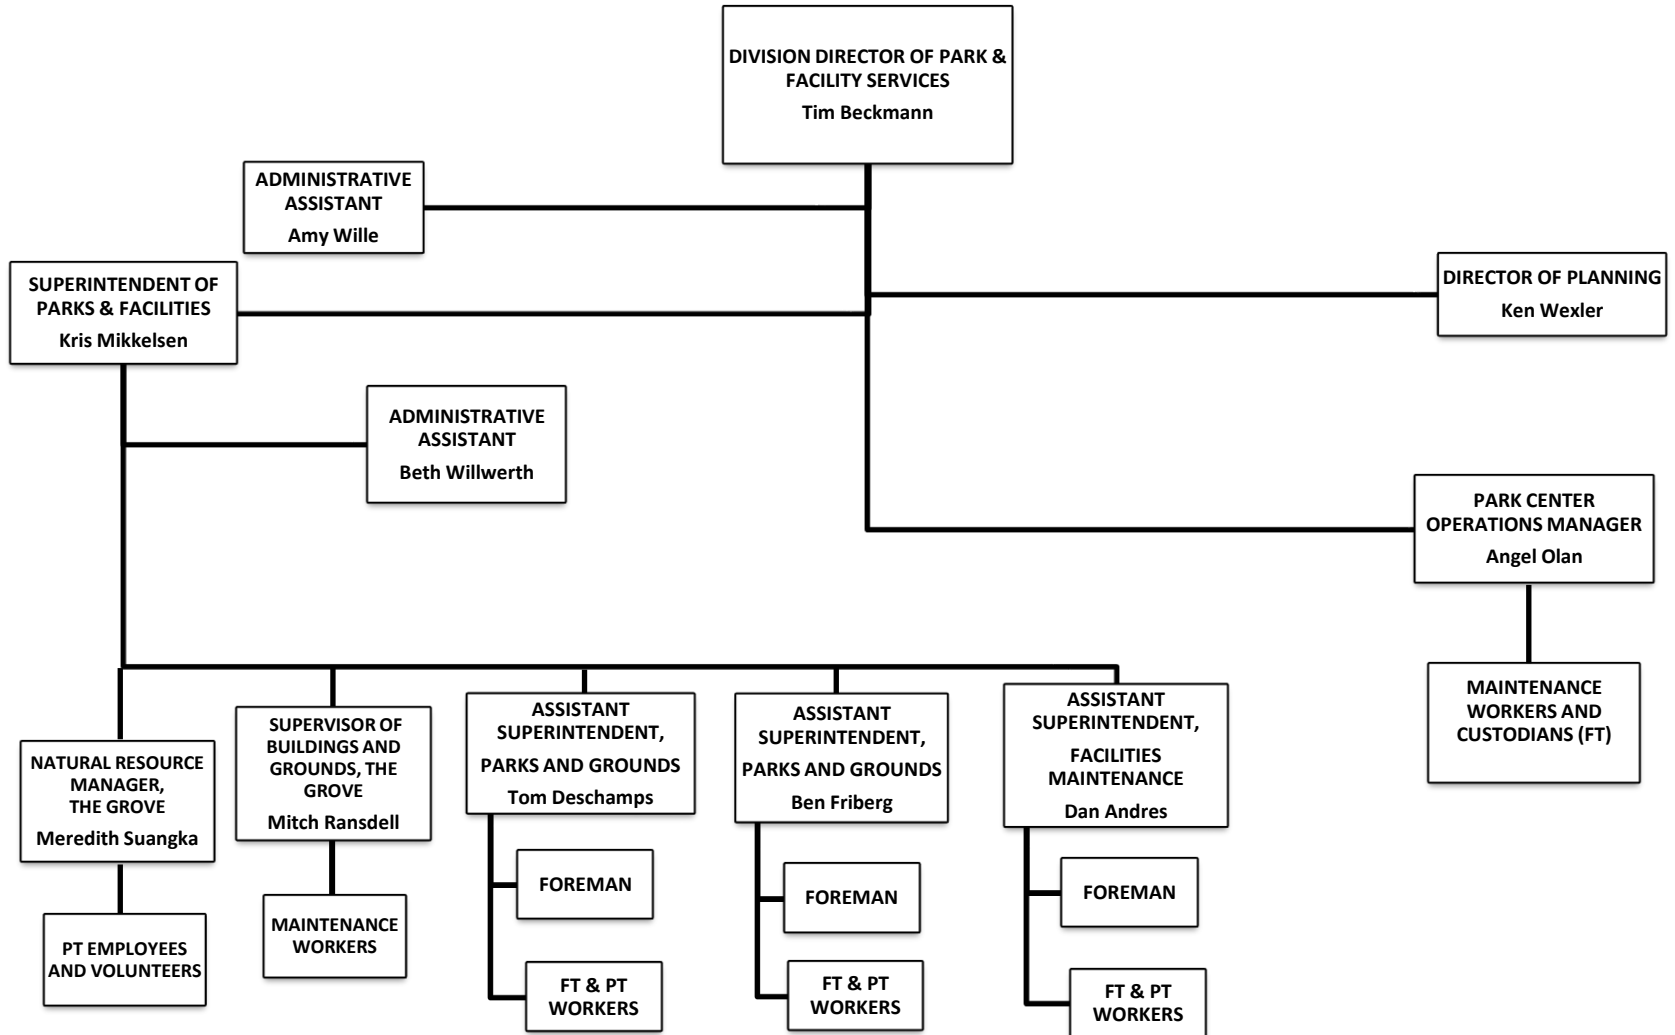 DIVISION DIRECTOR OF PARK &
FACILITY SERVICES
Tim Beckmann
ADMINISTRATIVE
ASSISTANT
Amy Wille
SUPERINTENDENT OF
PARKS & FACILITIES
Kris Mikkelsen
DIRECTOR OF PLANNING
Ken Wexler
ADMINISTRATIVE
ASSISTANT
Beth Willwerth
PARK CENTER
OPERATIONS MANAGER
Angel Olan
MAINTENANCE
WORKERS AND
CUSTODIANS (FT)
NATURAL RESOURCE
MANAGER,
THE GROVE
Meredith Suangka
SUPERVISOR OF
BUILDINGS AND
GROUNDS, THE
GROVE
Mitch Ransdell
ASSISTANT
SUPERINTENDENT,
PARKS AND GROUNDS
Tom Deschamps
ASSISTANT
SUPERINTENDENT,
PARKS AND GROUNDS
Ben Friberg
ASSISTANT
SUPERINTENDENT,
FACILITIES
MAINTENANCE
Dan Andres
PT EMPLOYEES
AND VOLUNTEERS
MAINTENANCE
WORKERS
FOREMAN
FT & PT
WORKERS
FOREMAN
FT & PT
WORKERS
FOREMAN
FT & PT
WORKERS